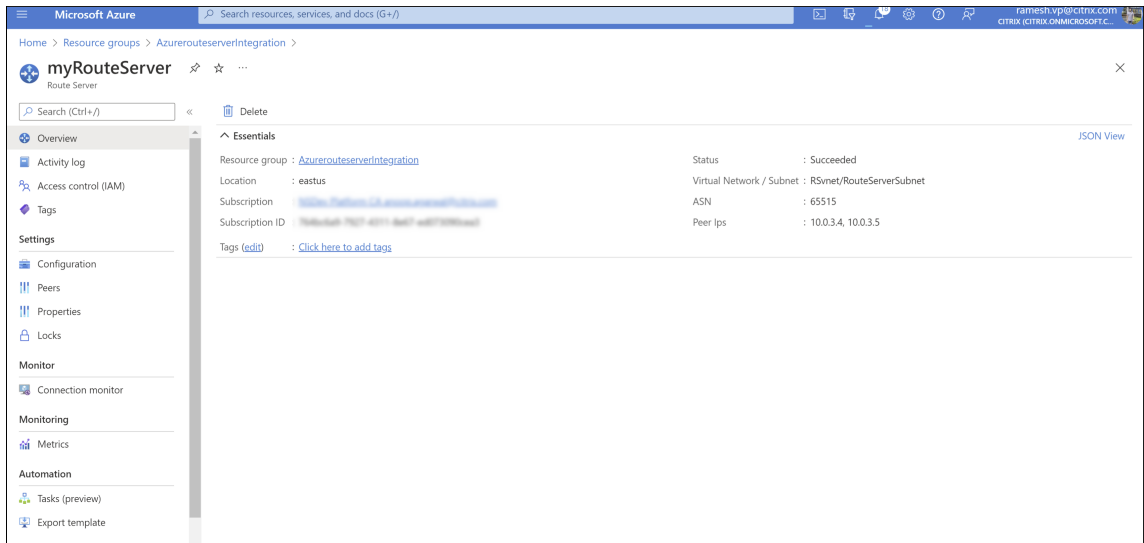 Microsoft Azure
Search resources, services, and docs (G+/)
18
ramesh.vp@citrix.com
CITRIX (CITRIX.ONMICROSOFT.C...
Home > Resource groups > AzurerouteserverIntegration >
myRouteServer
Route Server
Search (Ctrl+/)
Delete
Overview
Activity log
Access control (IAM)
Tags
Settings
Configuration
Peers
Properties
Locks
Monitor
Connection monitor
Monitoring
Metrics
Automation
Tasks (preview)
Export template
Essentials
JSON View
Resource group : AzurerouteserverIntegration
Location : eastus
Subscription
Subscription ID
Tags (edit) : Click here to add tags
Status : Succeeded
Virtual Network / Subnet : RSvnet/RouteServerSubnet
ASN : 65515
Peer Ips : 10.0.3.4, 10.0.3.5